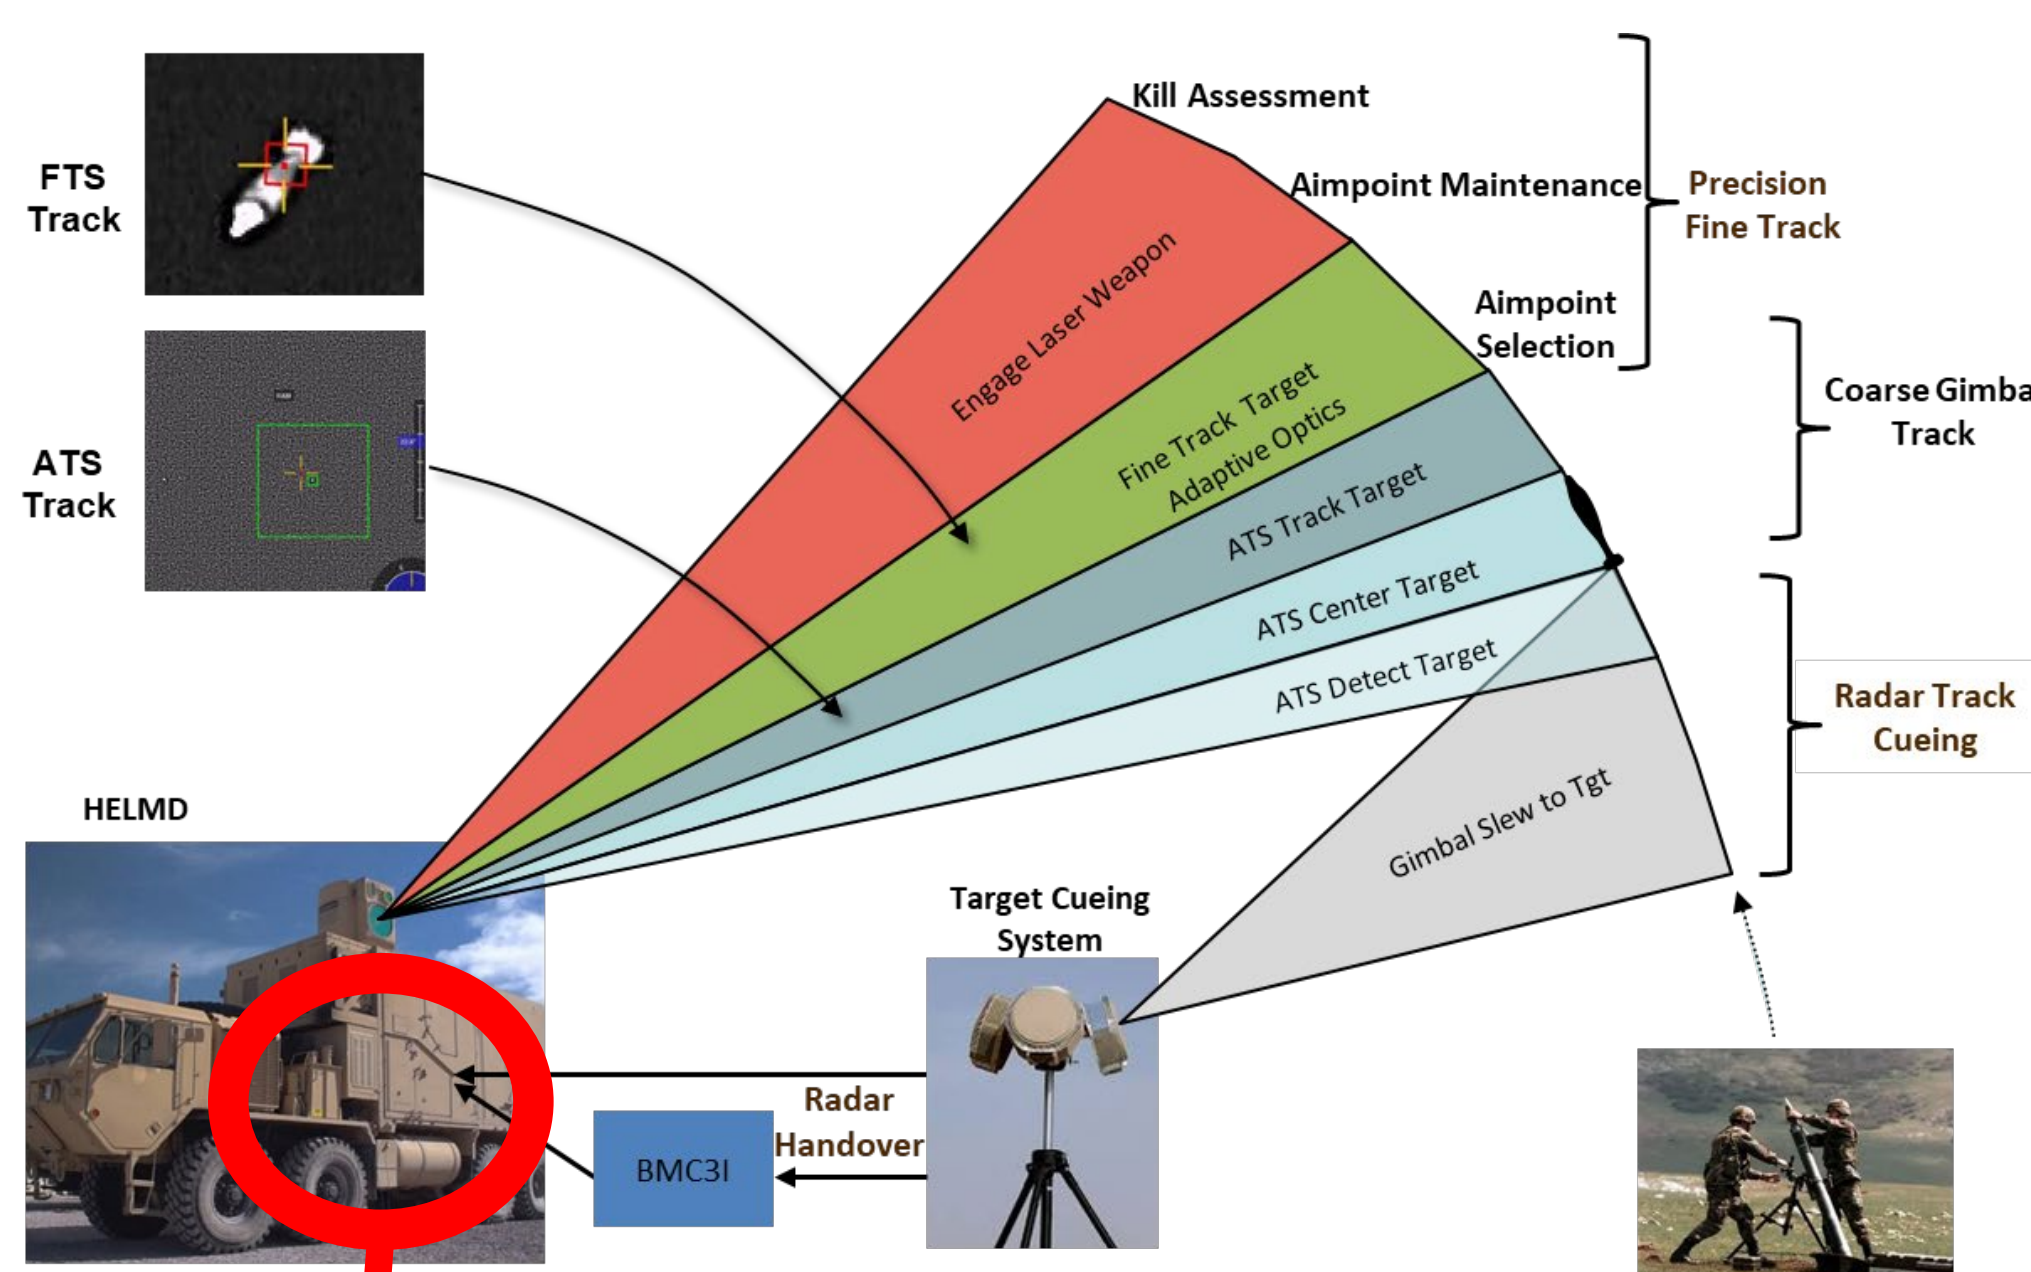 Kill Assessment
Aimpoint Maintenance
Precision
Fine Track
FTS
Track
Engage Laser Weapon
Aimpoint
Selection
Fine Track Target
Adaptive Optics
Coarse Gimba
Track
ATS
Track
ATS Track Target
ATS Center Target
ATS Detect Target
Radar Track
Cueing
Gimbal Slew to Tgt
HELMD
Target Cueing
System
Radar
Handover
BMC3I